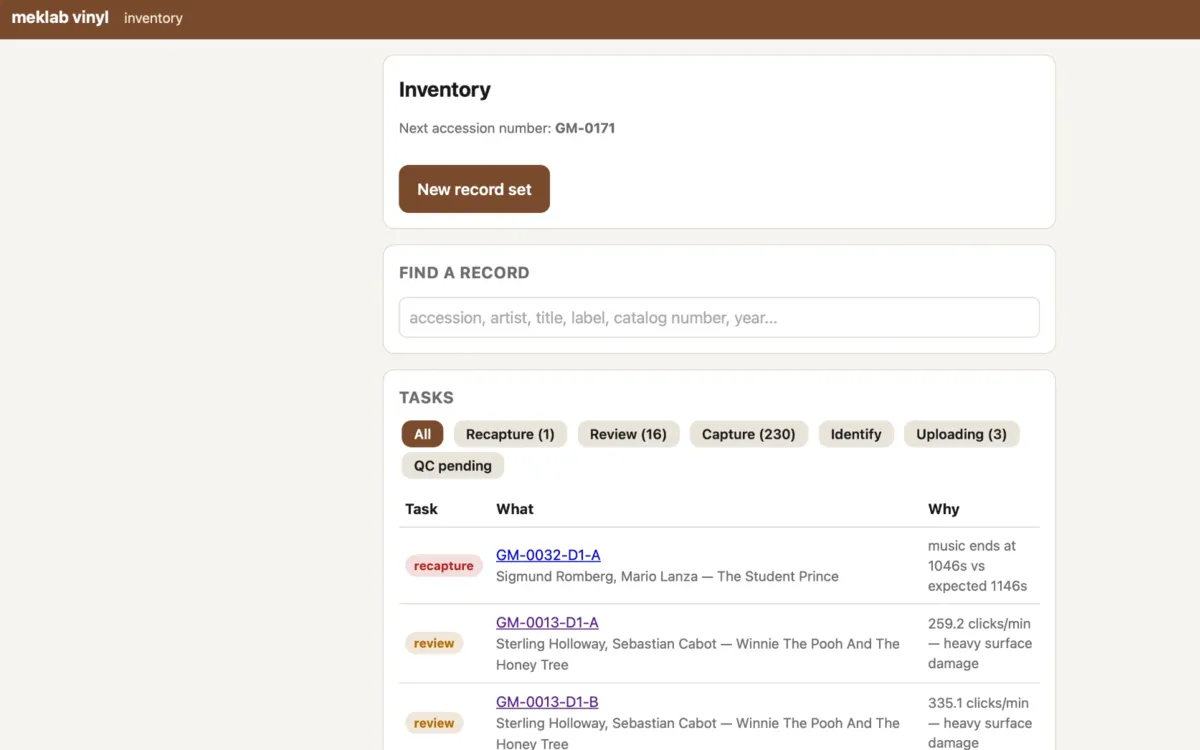 meklab vinyl inventory
Inventory
Next accession number: GM-0171
New record set
FIND A RECORD
accession, artist, title, label, catalog number, year...
TASKS
All Recapture (1) Review (16) Capture (230) Identify Uploading (3)
QC pending
Task What Why
recapture GM-0032-D1-A
Sigmund Romberg, Mario Lanza — The Student Prince
music ends at
1046s vs
expected 1146s
review GM-0013-D1-A
Sterling Holloway, Sebastian Cabot — Winnie The Pooh And The
Honey Tree
259.2 clicks/min
— heavy surface
damage
review GM-0013-D1-B
Sterling Holloway, Sebastian Cabot — Winnie The Pooh And The
Honey Tree
335.1 clicks/min
— heavy surface
damage